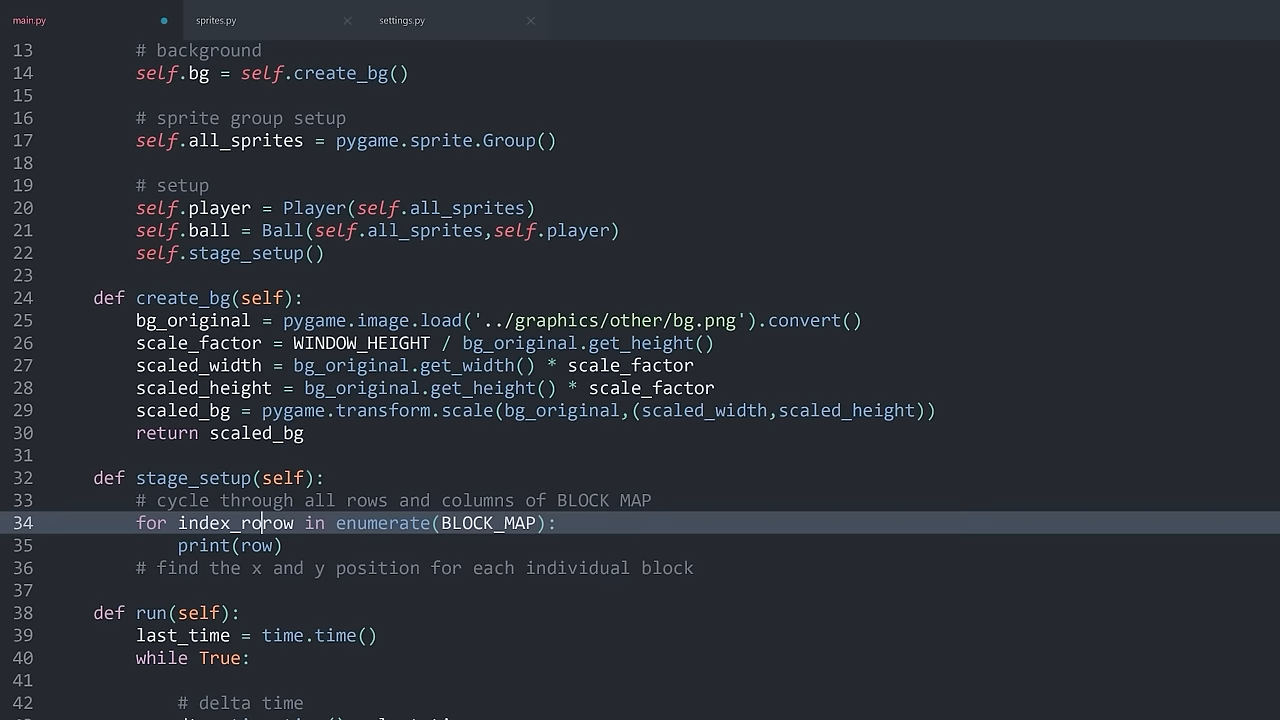 main.py sprites.py settings.py
13 # background
14 self.bg = self.create_bg()
15
16 # sprite group setup
17 self.all_sprites = pygame.sprite.Group()
18
19 # setup
20 self.player = Player(self.all_sprites)
21 self.ball = Ball(self.all_sprites,self.player)
22 self.stage_setup()
23
24 def create_bg(self):
25 bg_original = pygame.image.load('../graphics/other/bg.png').convert()
26 scale_factor = WINDOW_HEIGHT / bg_original.get_height()
27 scaled_width = bg_original.get_width() * scale_factor
28 scaled_height = bg_original.get_height() * scale_factor
29 scaled_bg = pygame.transform.scale(bg_original,(scaled_width,scaled_height))
30 return scaled_bg
31
32 def stage_setup(self):
33 # cycle through all rows and columns of BLOCK MAP
34 for index_rorow in enumerate(BLOCK_MAP):
35 print(row)
36 # find the x and y position for each individual block
37
38 def run(self):
39 last_time = time.time()
40 while True:
41
42 # delta time